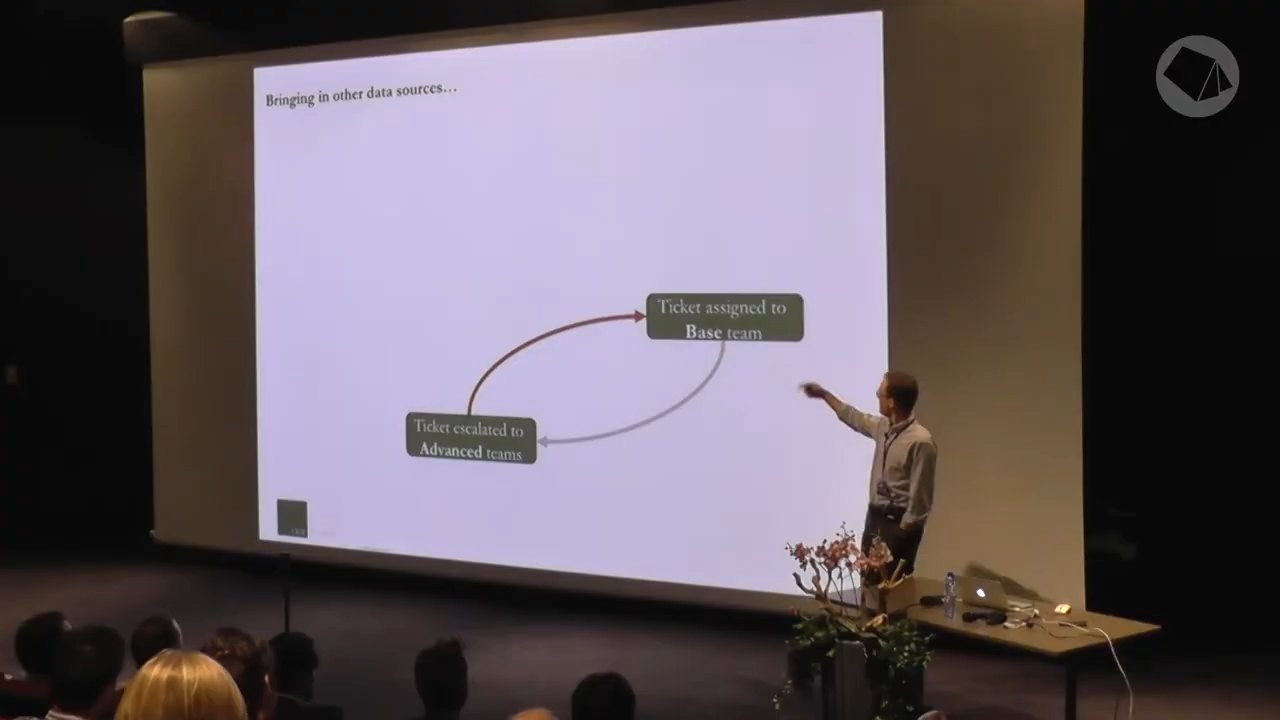 Bringing in other data sources…
Ticket assigned to
Base team
Ticket escalated to
Advanced teams